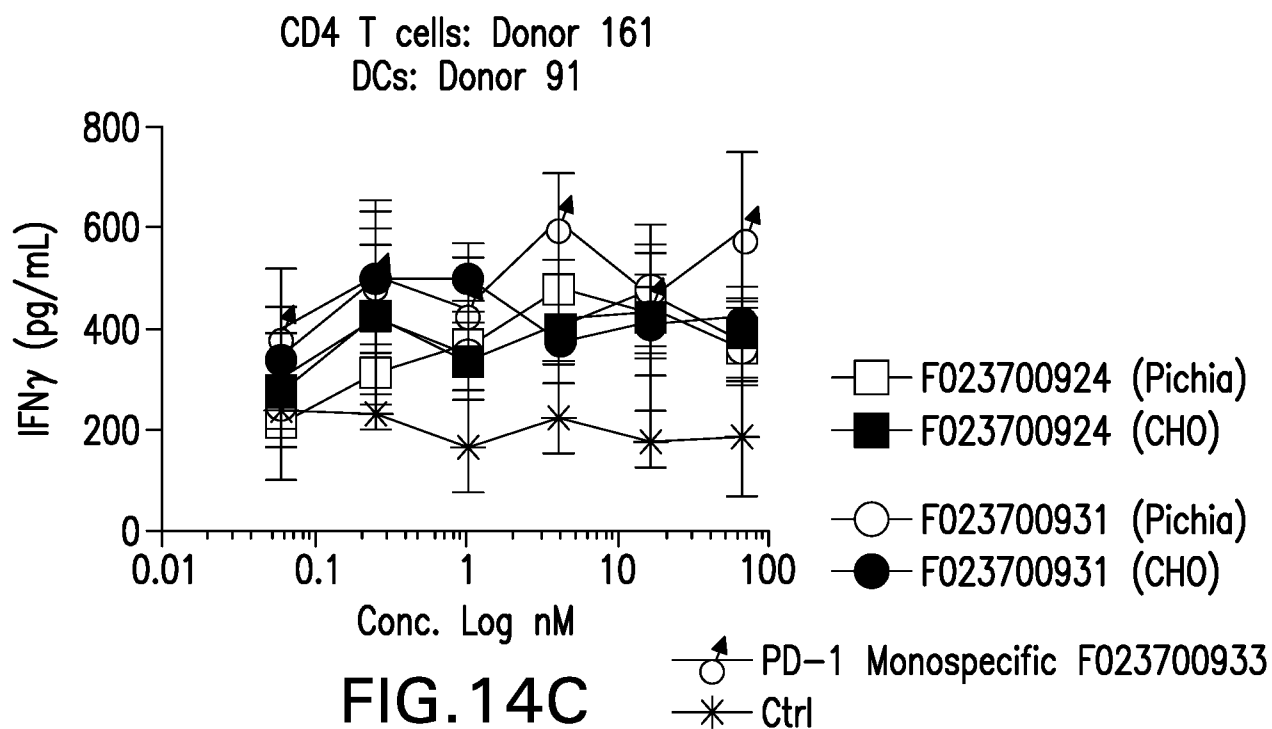 CD4 T cells: Donor 161
DCs: Donor 91
800
600
400
200
0
IFNγ (pg/mL)
0.01 0.1 1 10 100
Conc. Log nM
F023700924 (Pichia)
F023700924 (CHO)
F023700931 (Pichia)
F023700931 (CHO)
PD-1 Monospecific F023700933
Ctrl
FIG.14C